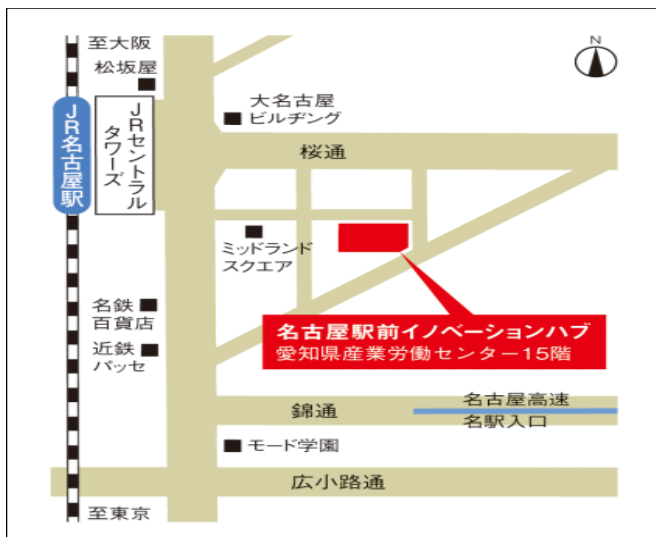 至大阪
N
松坂屋
JR名古屋駅
JRセントラル
タワーズ
大名古屋
ビルヂング
桜通
ミッドランド
スクエア
名鉄
百貨店
名古屋駅前イノベーションハブ
愛知県産業労働センター15階
近鉄
パッセ
名古屋高速
錦通
名駅入口
モード学園
広小路通
至東京